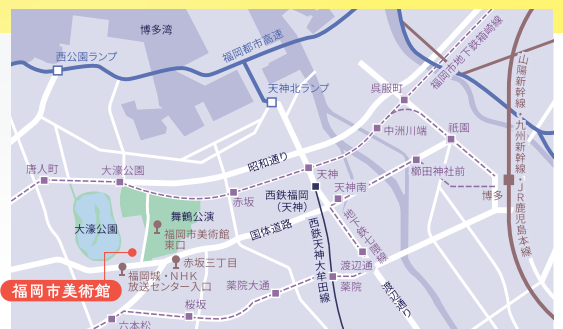 博多湾
西公園ランプ
福岡都市高速
天神北ランプ
福岡市地下鉄箱崎線
呉服町
山陽新幹線・九州新幹線・JR鹿児島本線
中洲川端
祇園
唐人町
大濠公園
昭和通り
天神
櫛田神社前
赤坂
西鉄福岡
（天神）
天神南
博多
大濠公園
舞鶴公演
福岡市美術館
東口
国体道路
西鉄天神大牟田線
地下鉄七隈線
赤坂三丁目
福岡城・NHK
放送センター入口
渡辺通
福岡市美術館
薬院大通
薬院
渡辺通り
桜坂
六本松